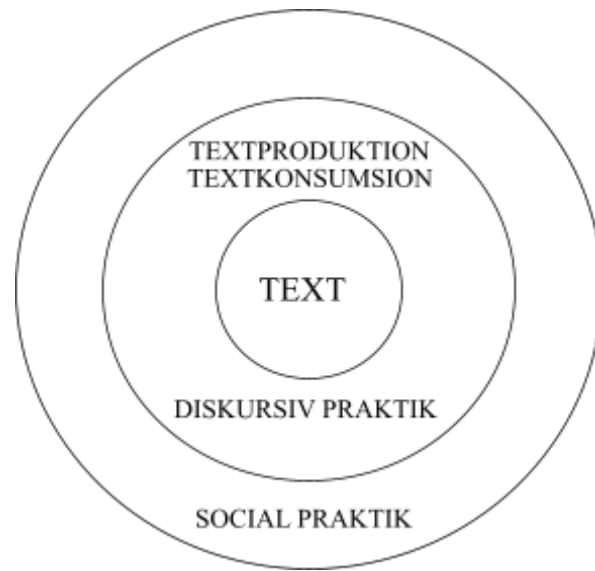 TEXTPRODUKTION
TEXTKONSUMSION
TEXT
DISKURSIV PRAKTIK
SOCIAL PRAKTIK